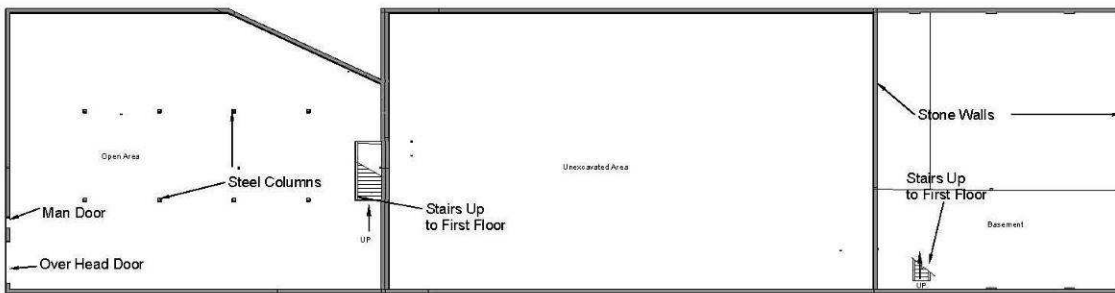 Open Area
Steel Columns
Man Door
Over Head Door
UP
Stairs Up
to First Floor
Unexcavated Area
Stone Walls
Stairs Up
to First Floor
Basement
UP